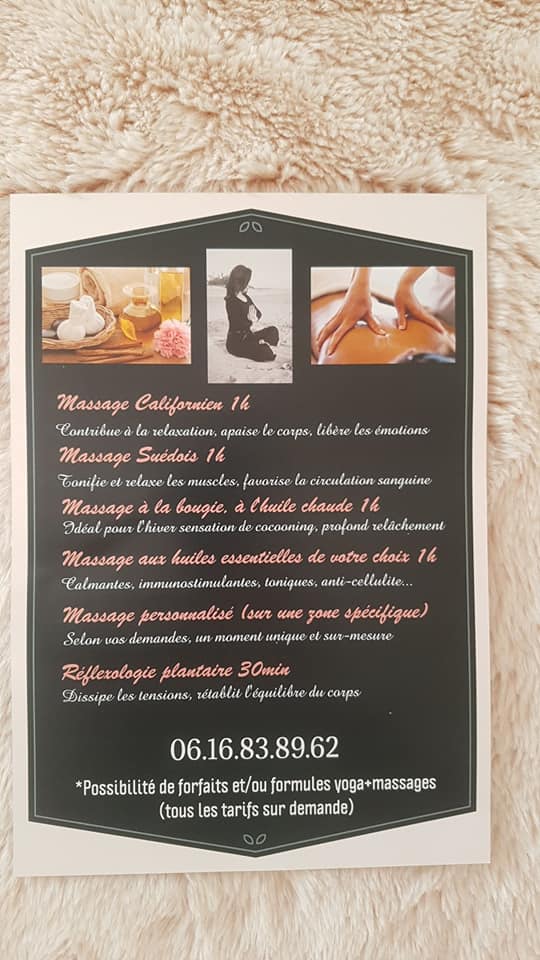 Massage Californien 1h
Contribue à la relaxation, apaise le corps, libère les émotions
Massage Suédois 1h
Tonifie et relaxe les muscles, favorise la circulation sanguine
Massage à la bougie, à l'huile chaude 1h
Idéal pour l'hiver sensation de cocooning, profond relâchement
Massage aux huiles essentielles de votre choix 1h
Calmantes, immunostimulantes, toniques, anti-cellulite...
Massage personnalisé (sur une zone spécifique)
Selon vos demandes, un moment unique et sur-mesure
Réflexologie plantaire 30min
Dissipe les tensions, rétablit l'équilibre du corps
06.16.83.89.62
*Possibilité de forfaits et/ou formules yoga+massages
(tous les tarifs sur demande)